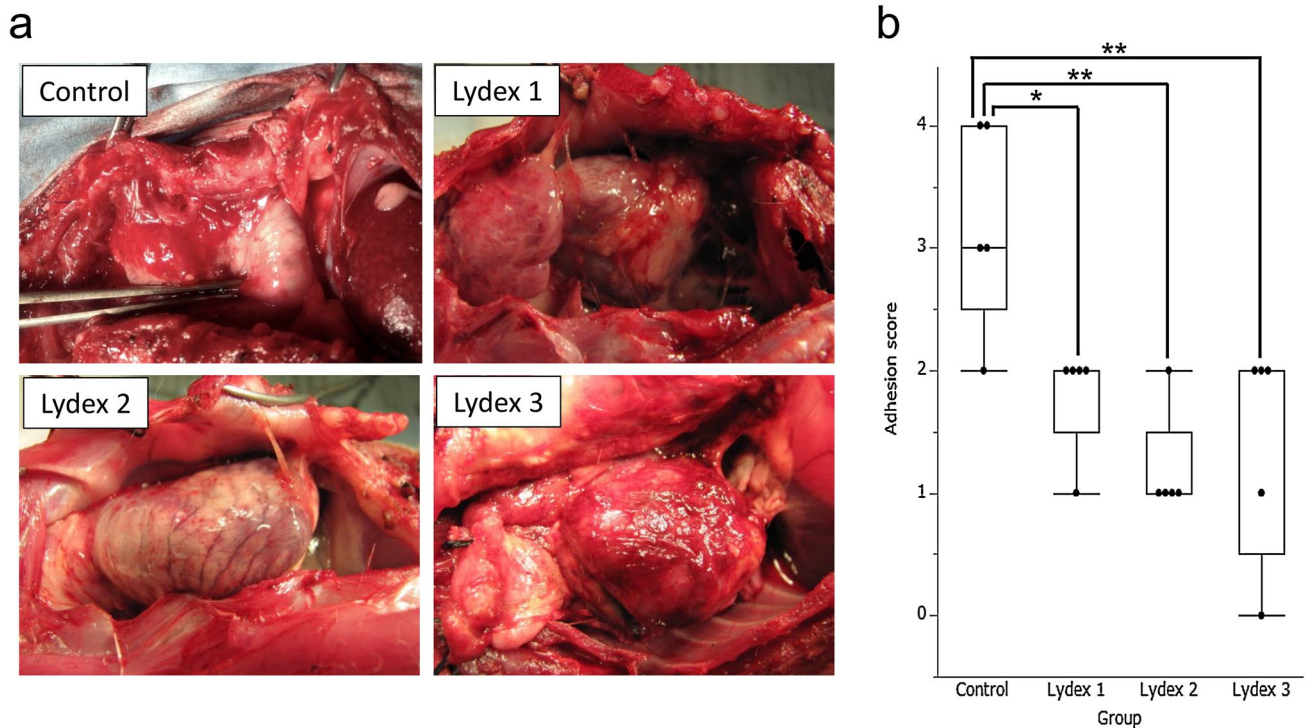 a
Control
Lydex 1
Lydex 2
Lydex 3
b
**
**
*
Adhesion score
4
3
2
1
0
Control Lydex 1 Lydex 2 Lydex 3
Group